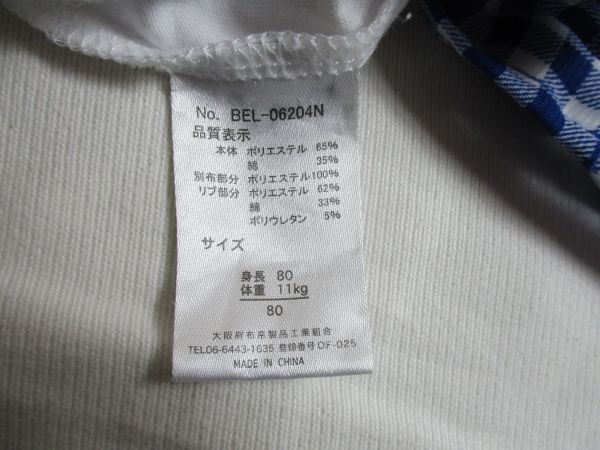 No. BEL-06204N
品質表示
本体 ポリエステル 65%
綿 35%
別布部分 ポリエステル100%
リブ部分 ポリエステル 62%
綿 33%
ポリウレタン 5%
サイズ
身長 80
体重 11kg
80
大阪府布帛製品工業組合
TEL06-6443-1635 登録番号OF-025
MADE IN CHINA